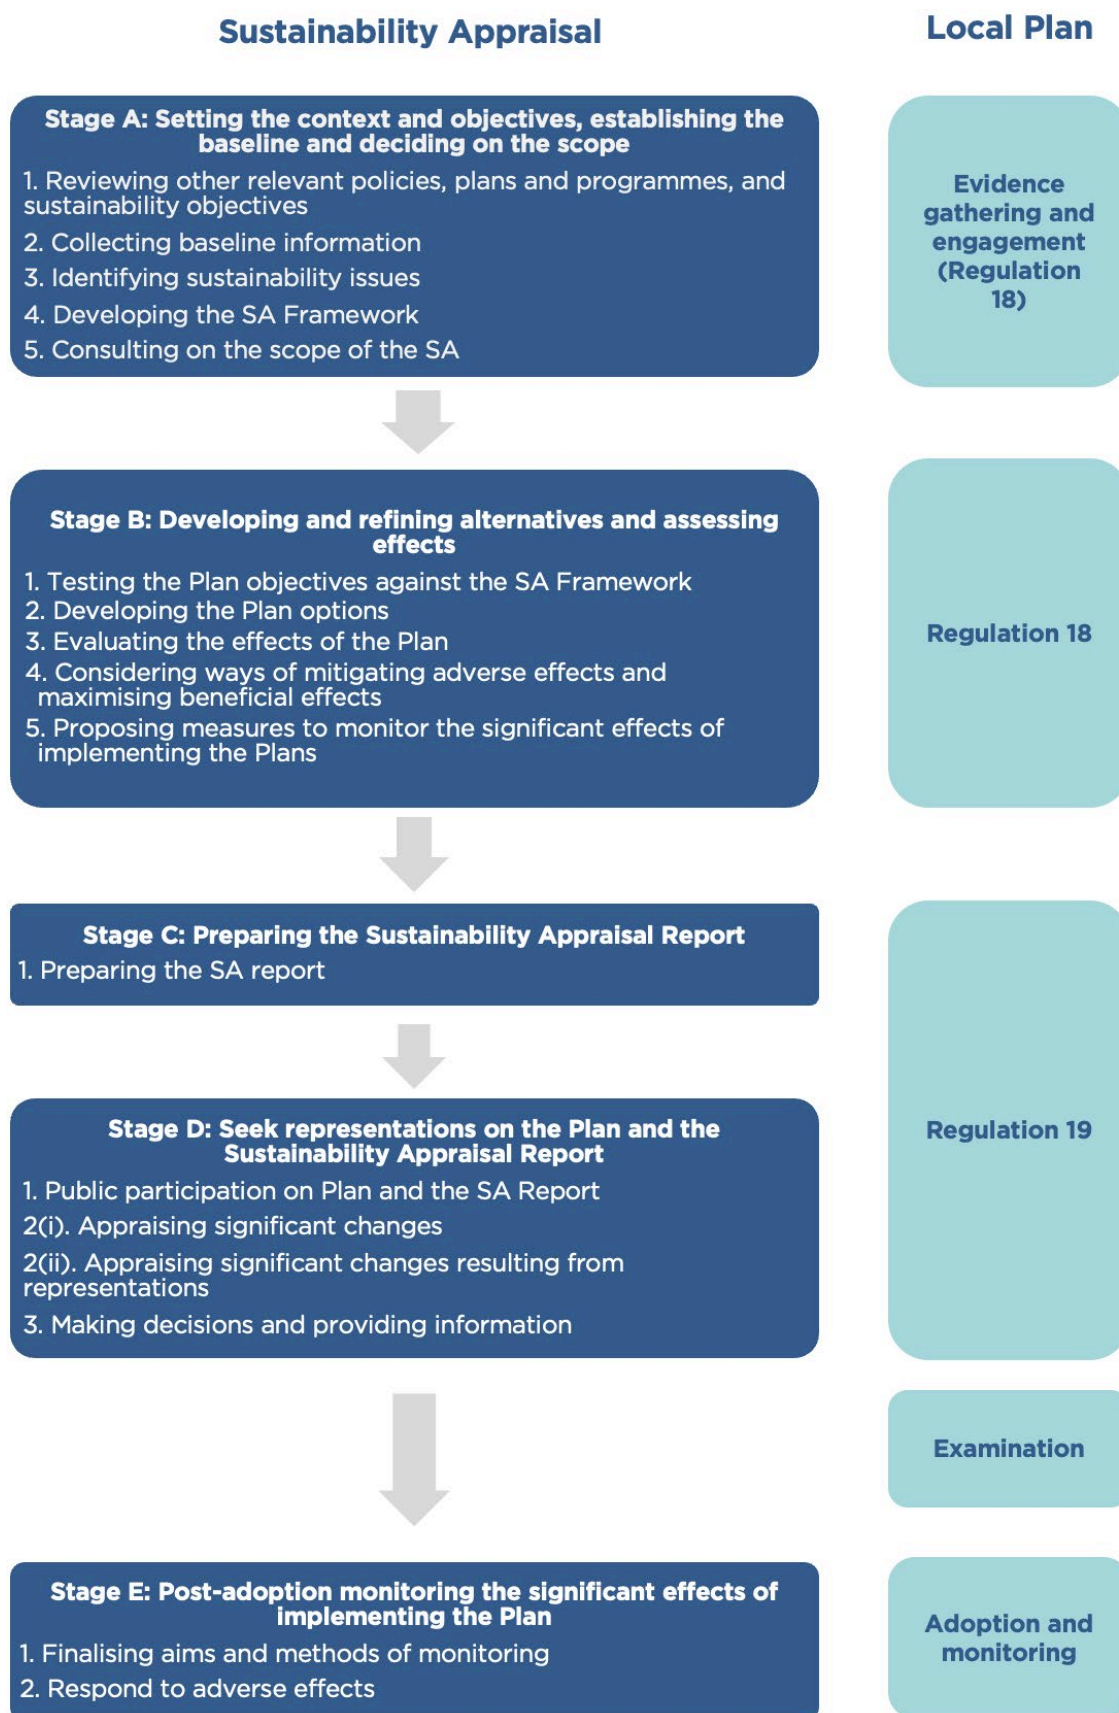 Sustainability Appraisal
Local Plan
Stage A: Setting the context and objectives, establishing the
baseline and deciding on the scope
1. Reviewing other relevant policies, plans and programmes, and
sustainability objectives
2. Collecting baseline information
3. Identifying sustainability issues
4. Developing the SA Framework
5. Consulting on the scope of the SA
Evidence
gathering and
engagement
(Regulation
18)
Stage B: Developing and refining alternatives and assessing
effects
1. Testing the Plan objectives against the SA Framework
2. Developing the Plan options
3. Evaluating the effects of the Plan
4. Considering ways of mitigating adverse effects and
maximising beneficial effects
5. Proposing measures to monitor the significant effects of
implementing the Plans
Regulation 18
Stage C: Preparing the Sustainability Appraisal Report
1. Preparing the SA report
Stage D: Seek representations on the Plan and the
Sustainability Appraisal Report
1. Public participation on Plan and the SA Report
2(i). Appraising significant changes
2(ii). Appraising significant changes resulting from
representations
3. Making decisions and providing information
Regulation 19
Examination
Stage E: Post-adoption monitoring the significant effects of
implementing the Plan
1. Finalising aims and methods of monitoring
2. Respond to adverse effects
Adoption and
monitoring